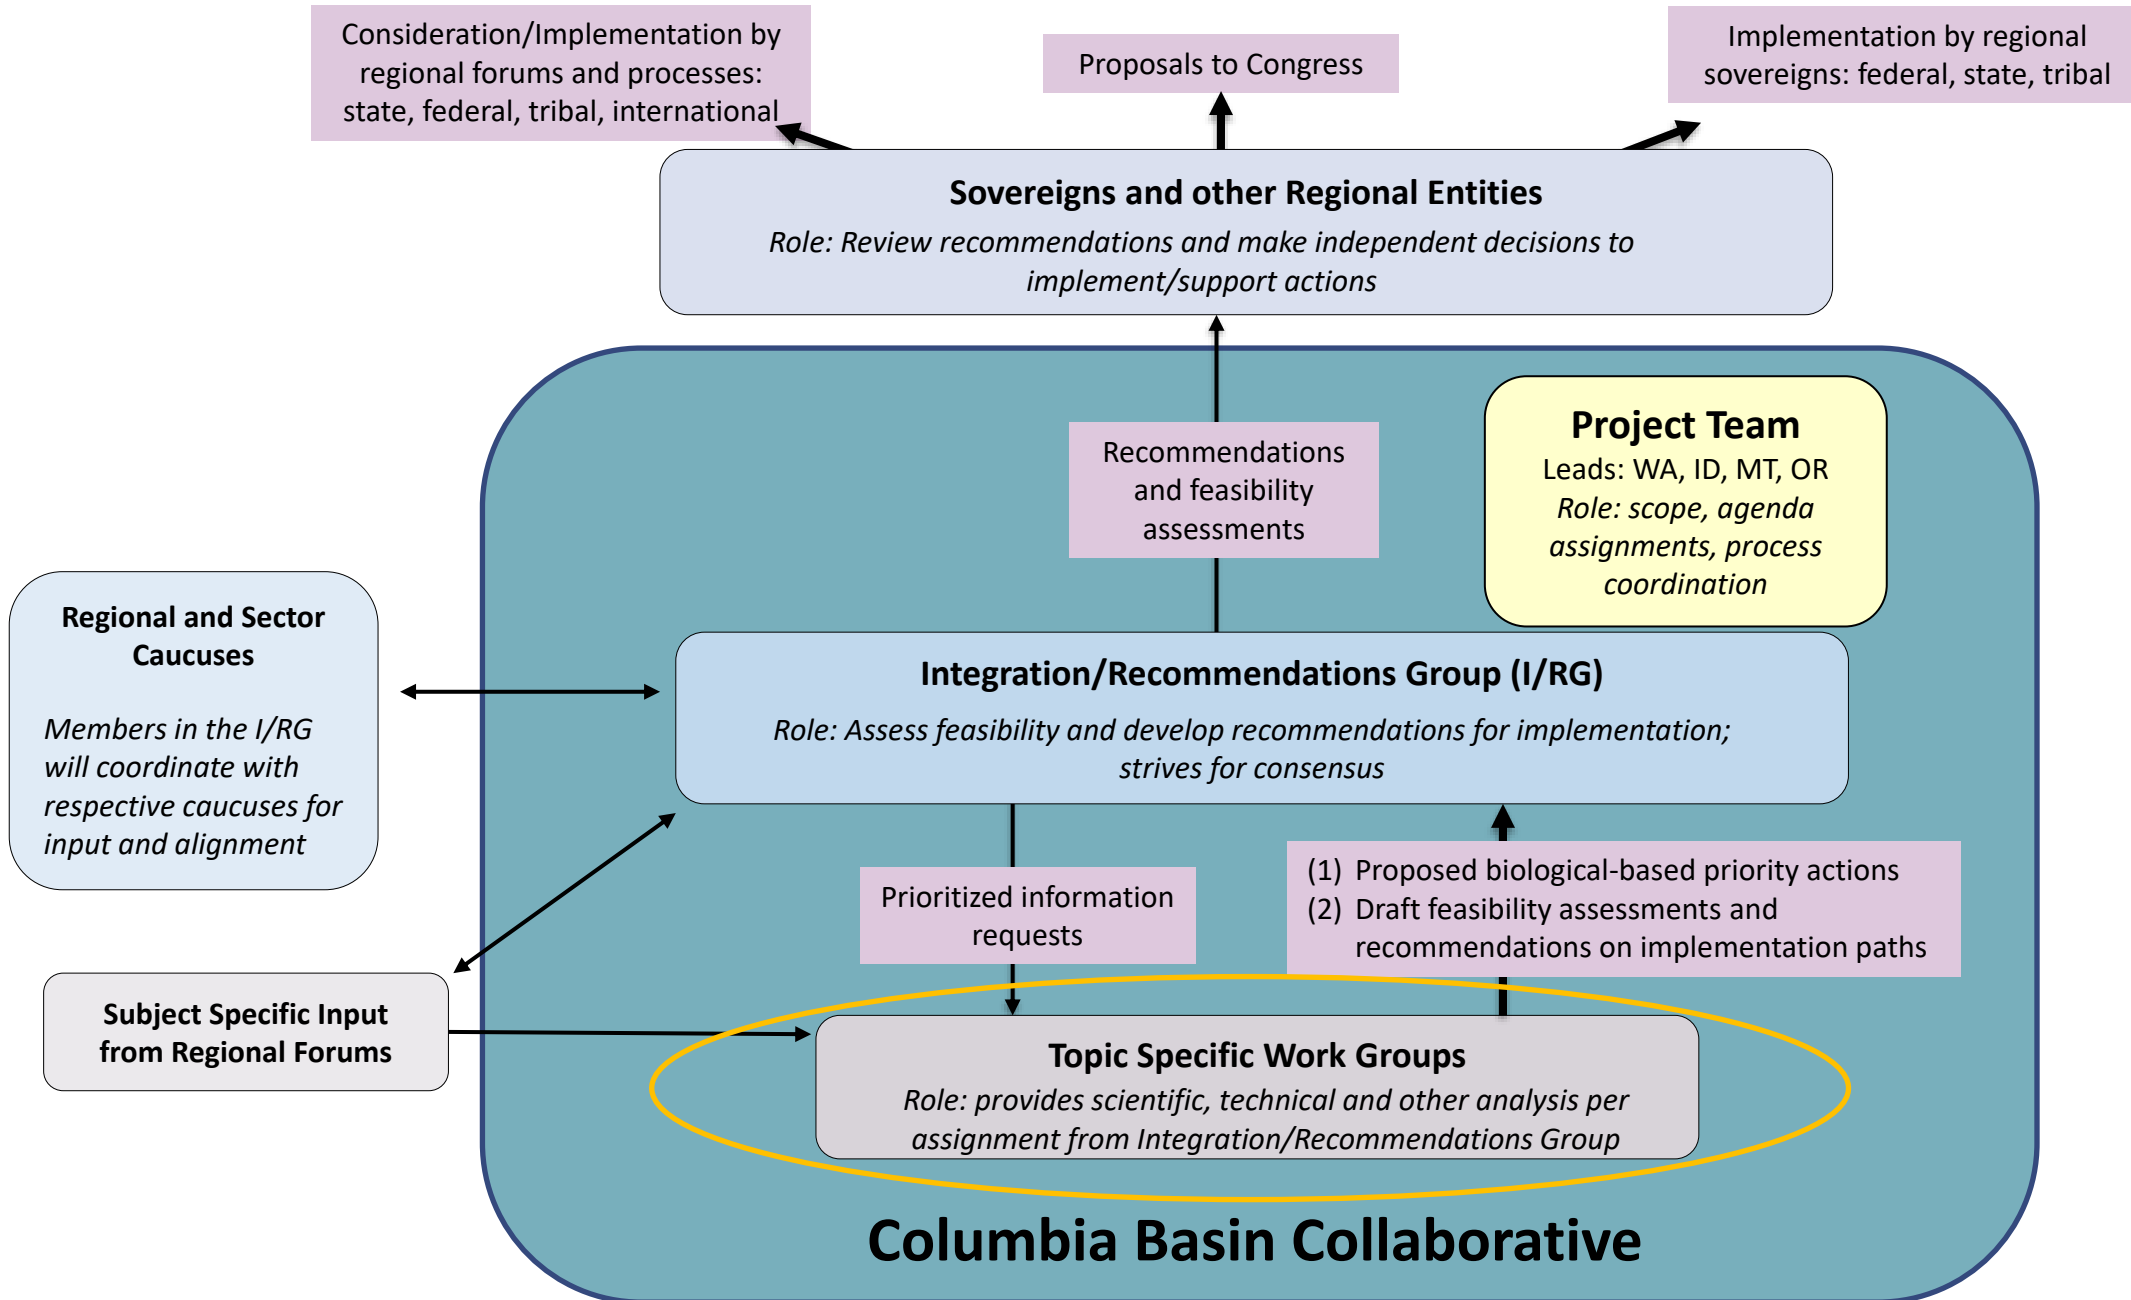 Consideration/Implementation by
regional forums and processes:
state, federal, tribal, international
Proposals to Congress
Implementation by regional
sovereigns: federal, state, tribal
Sovereigns and other Regional Entities
Role: Review recommendations and make independent decisions to
implement/support actions
Recommendations
and feasibility
assessments
Project Team
Leads: WA, ID, MT, OR
Role: scope, agenda
assignments, process
coordination
Regional and Sector
Caucuses
Members in the I/RG
will coordinate with
respective caucuses for
input and alignment
Integration/Recommendations Group (I/RG)
Role: Assess feasibility and develop recommendations for implementation;
strives for consensus
Prioritized information
requests
(1) Proposed biological-based priority actions
(2) Draft feasibility assessments and
recommendations on implementation paths
Subject Specific Input
from Regional Forums
Topic Specific Work Groups
Role: provides scientific, technical and other analysis per
assignment from Integration/Recommendations Group
Columbia Basin Collaborative